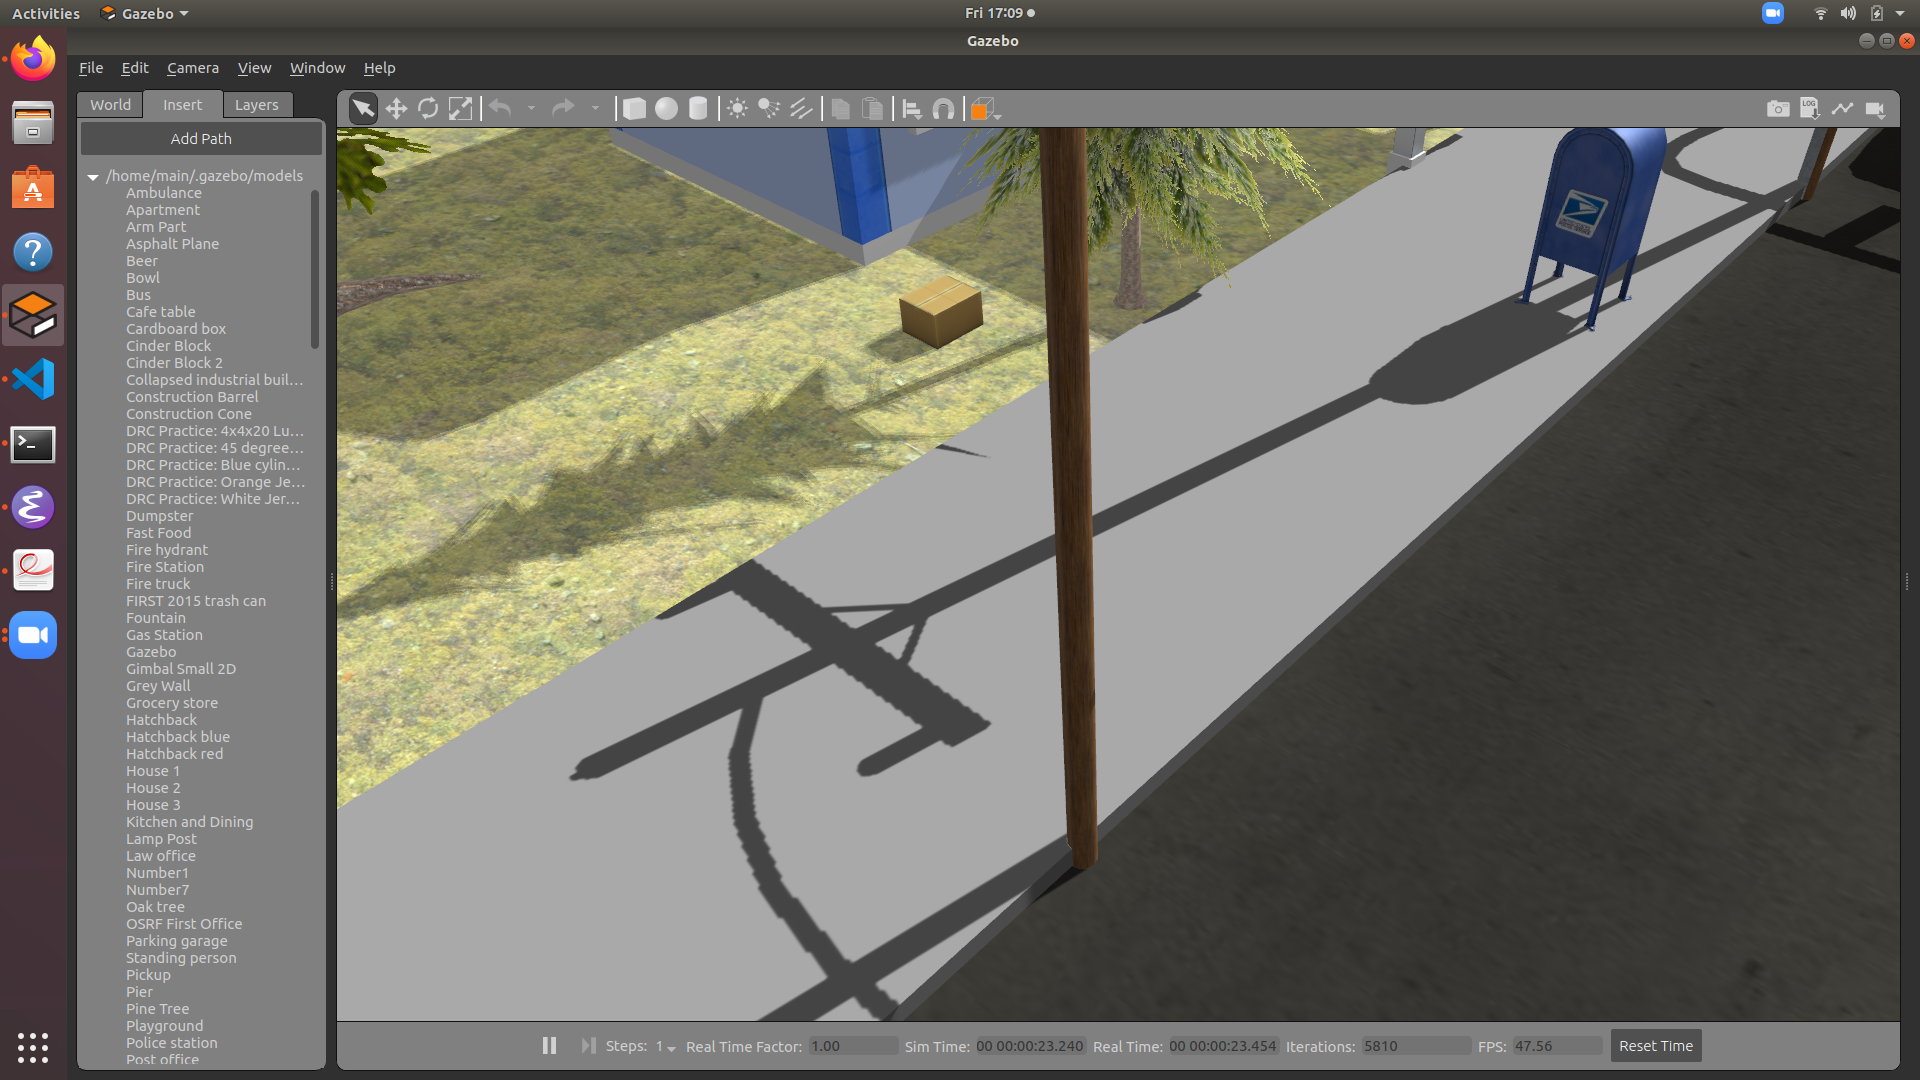 Activities
Gazebo
Fri 17:09
Gazebo
File Edit Camera View Window Help
World Insert Layers
LOG
Add Path
/home/main/.gazebo/models
Ambulance
Apartment
Arm Part
Asphalt Plane
Beer
Bowl
Bus
Cafe table
Cardboard box
Cinder Block
Cinder Block 2
Collapsed industrial buil...
Construction Barrel
Construction Cone
DRC Practice: 4x4x20 Lu...
DRC Practice: 45 degree...
DRC Practice: Blue cylin...
DRC Practice: Orange Je...
DRC Practice: White Jer...
Dumpster
Fast Food
Fire hydrant
Fire Station
Fire truck
FIRST 2015 trash can
Fountain
Gas Station
Gazebo
Gimbal Small 2D
Grey Wall
Grocery store
Hatchback
Hatchback blue
Hatchback red
House 1
House 2
House 3
Kitchen and Dining
Lamp Post
Law office
Number1
Number7
Oak tree
OSRF First Office
Parking garage
Standing person
Pickup
Pier
Pine Tree
Playground
Police station
Post office
Steps: 1 Real Time Factor: 1.00 Sim Time: 00 00:00:23.240 Real Time: 00 00:00:23.454 Iterations: 5810 FPS: 47.56 Reset Time